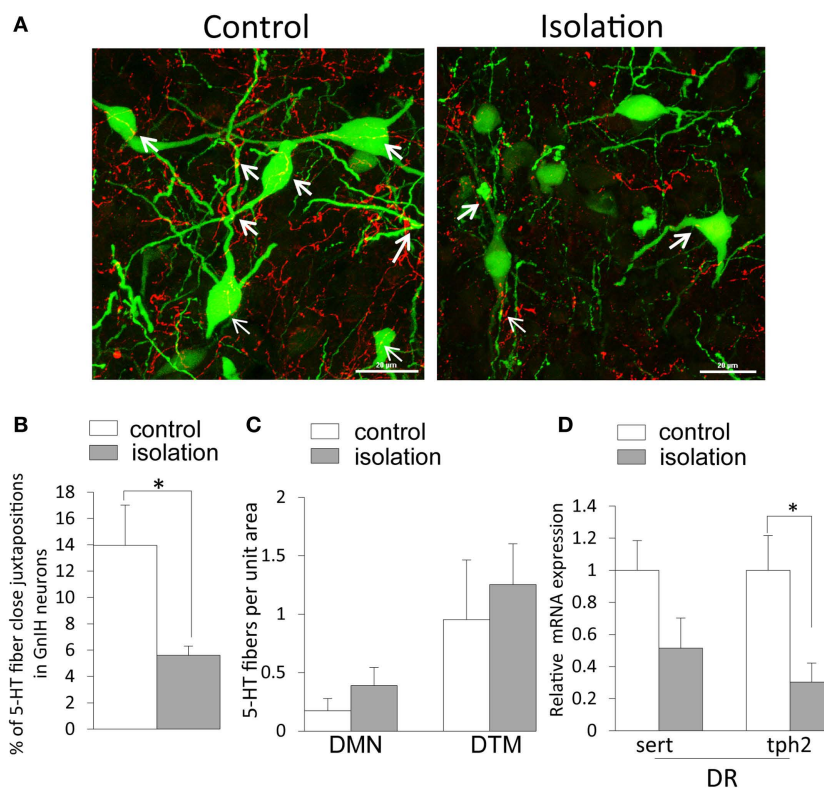 A
Control
Isolation
20 µm
20 µm
B
control
isolation
% of 5-HT fiber close juxtapositions
in GnIH neurons
18
16
14
12
10
8
6
4
2
0
*
C
control
isolation
5-HT fibers per unit area
2
1.5
1
0.5
0
DMN
DTM
D
control
isolation
Relative mRNA expression
1.4
1.2
1
0.8
0.6
0.4
0.2
0
*
sert
tph2
DR